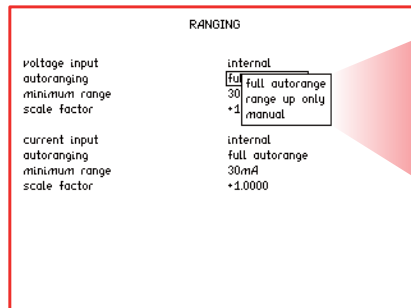 RANGING
voltage input internal
autoranging ful
full autorange
range up only
manual
minimum range 30
scale factor +1
current input internal
autoranging full autorange
minimum range 30mA
scale factor +1.0000